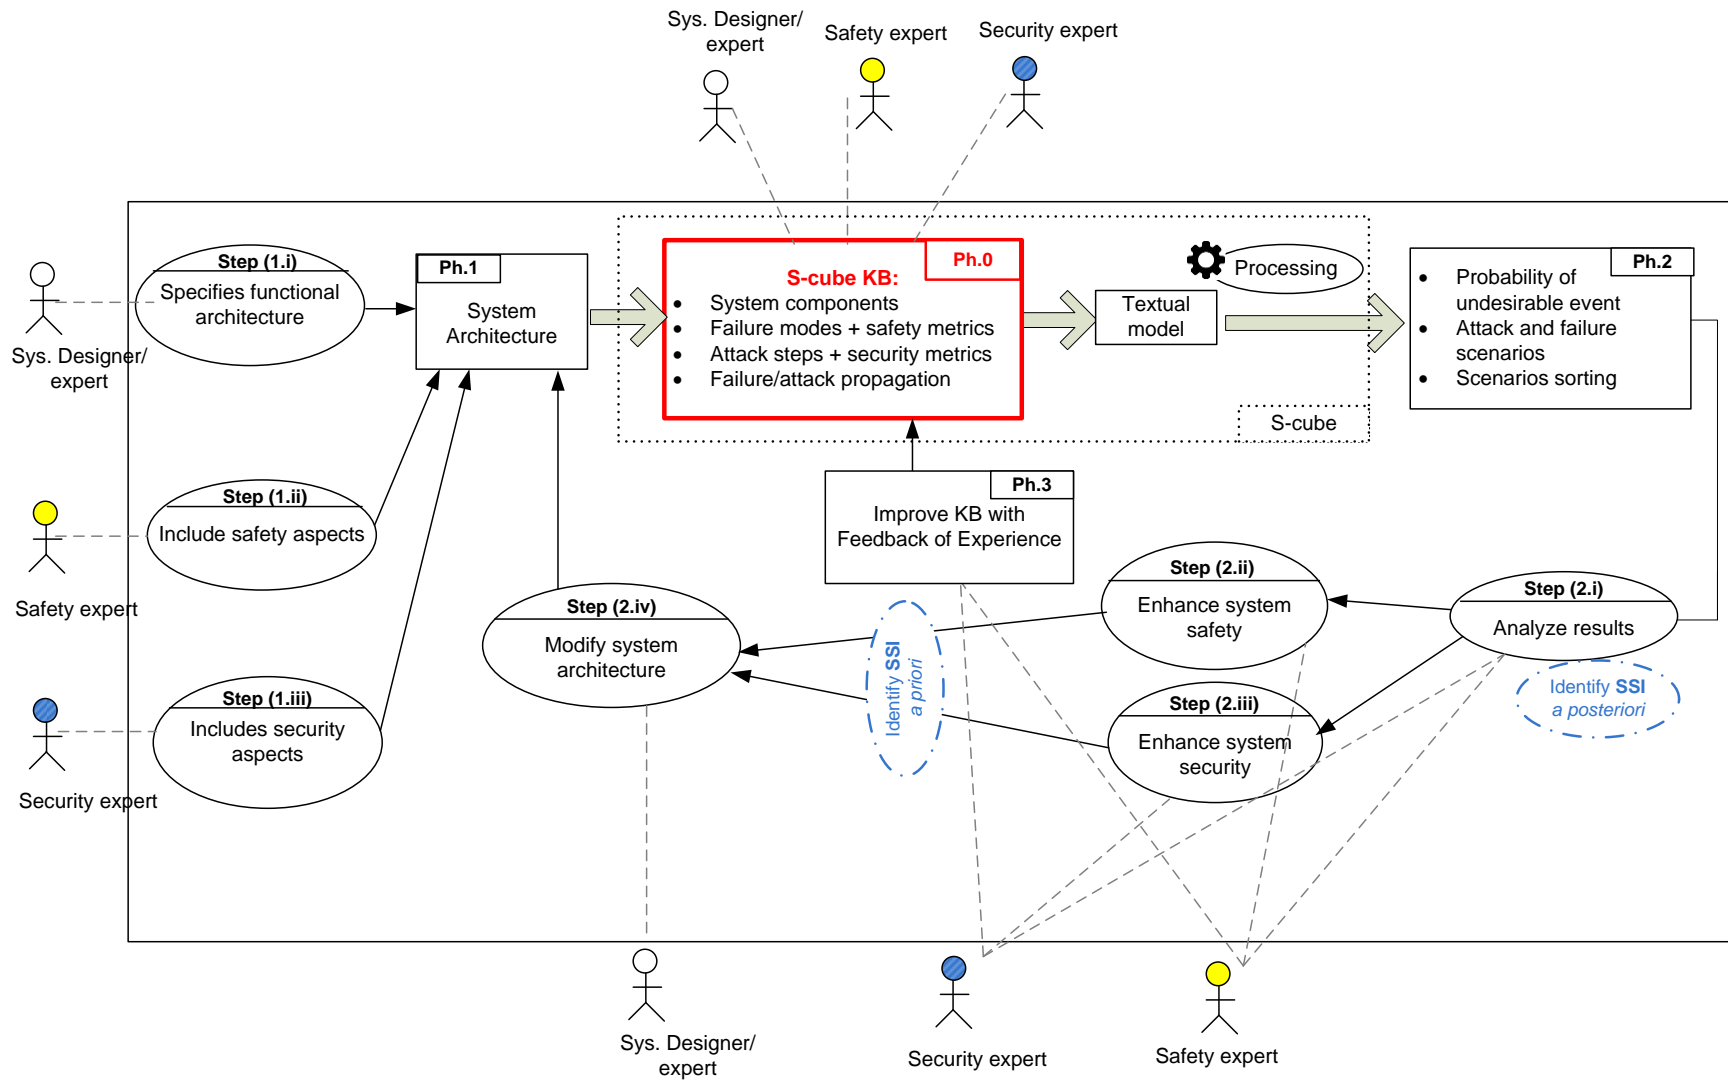 Sys. Designer/
expert
Safety expert
Security expert
Step (1.i)
Specifies functional
architecture
Sys. Designer/
expert
Ph.1
System
Architecture
Ph.0
S-cube KB:
• System components
• Failure modes + safety metrics
• Attack steps + security metrics
• Failure/attack propagation
Processing
Textual
model
S-cube
Ph.2
• Probability of
undesirable event
• Attack and failure
scenarios
• Scenarios sorting
Step (1.ii)
Include safety aspects
Safety expert
Ph.3
Improve KB with
Feedback of Experience
Step (2.iv)
Modify system
architecture
Identify SSI
a priori
Step (2.ii)
Enhance system
safety
Step (2.i)
Analyze results
Identify SSI
a posteriori
Step (1.iii)
Includes security
aspects
Security expert
Step (2.iii)
Enhance system
security
Sys. Designer/
expert
Security expert
Safety expert